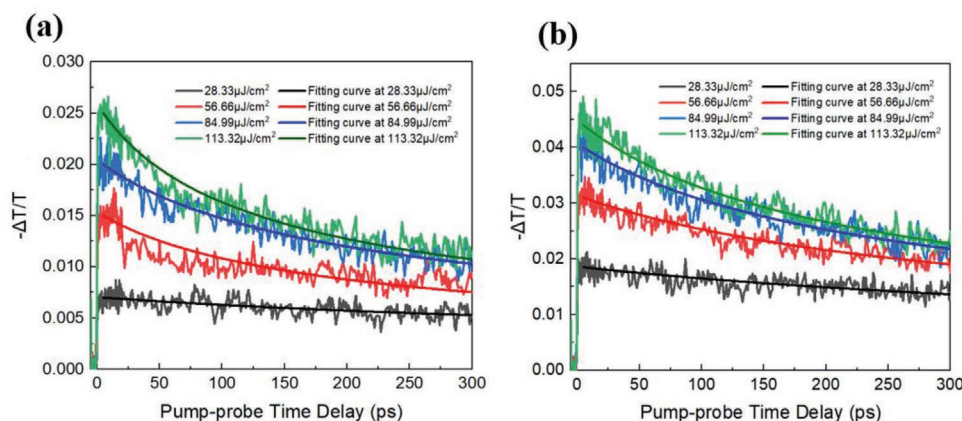 (a)
0.030
0.025
0.020
0.015
0.010
0.005
0.000
-ΔT/T
28.33μJ/cm² Fitting curve at 28.33μJ/cm²
56.66μJ/cm² Fitting curve at 56.66μJ/cm²
84.99μJ/cm² Fitting curve at 84.99μJ/cm²
113.32μJ/cm² Fitting curve at 113.32μJ/cm²
0 50 100 150 200 250 300
Pump-probe Time Delay (ps)
(b)
0.05
0.04
0.03
0.02
0.01
0.00
-ΔT/T
28.33μJ/cm² Fitting curve at 28.33μJ/cm²
56.66μJ/cm² Fitting curve at 56.66μJ/cm²
84.99μJ/cm² Fitting curve at 84.99μJ/cm²
113.32μJ/cm² Fitting curve at 113.32μJ/cm²
0 50 100 150 200 250 300
Pump-probe Time Delay (ps)